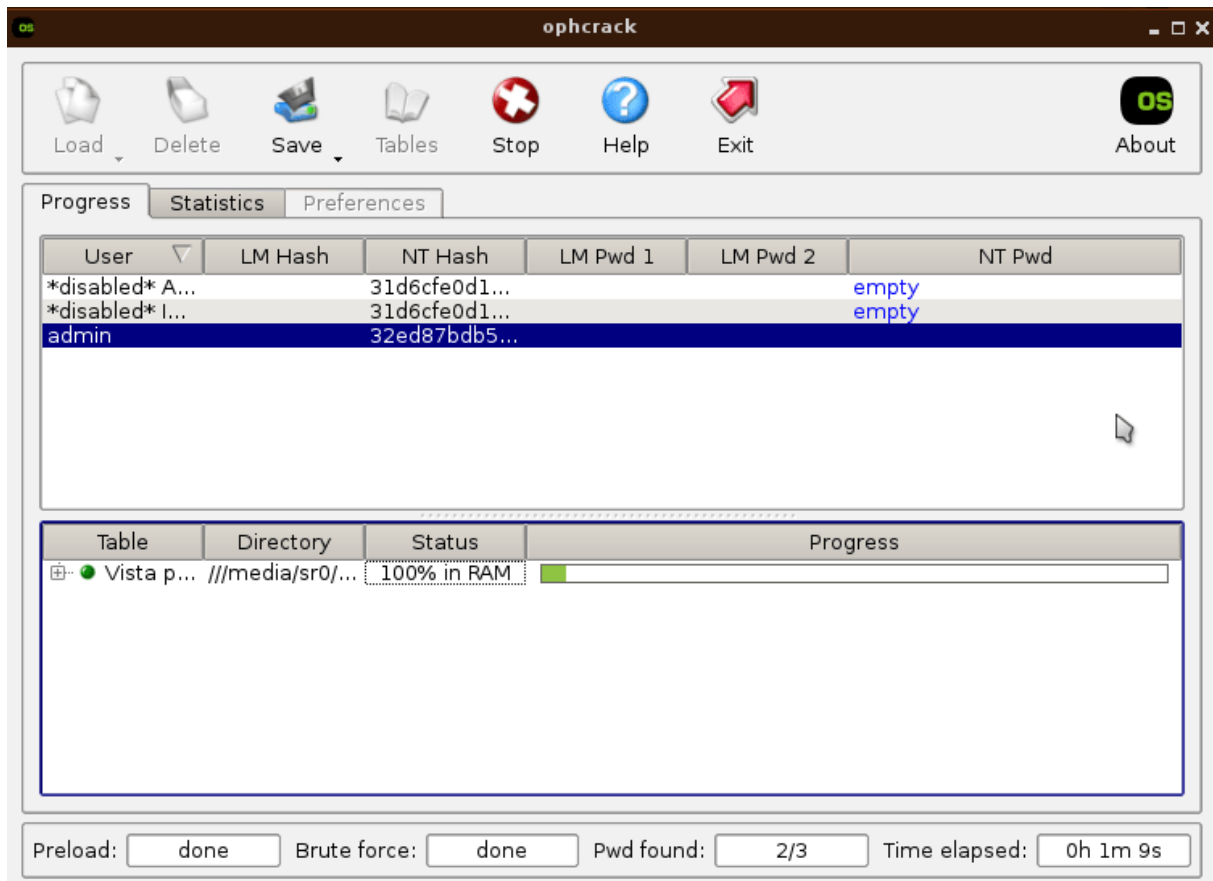 OS ophcrack
OS
Load Delete Save Tables Stop Help Exit About
Progress Statistics Preferences
User LM Hash NT Hash LM Pwd 1 LM Pwd 2 NT Pwd
*disabled* A... 31d6cfe0d1... empty
*disabled* I... 31d6cfe0d1... empty
admin 32ed87bdb5...
Table Directory Status Progress
Vista p... ///media/sr0/... 100% in RAM
Preload: done Brute force: done Pwd found: 2/3 Time elapsed: 0h 1m 9s